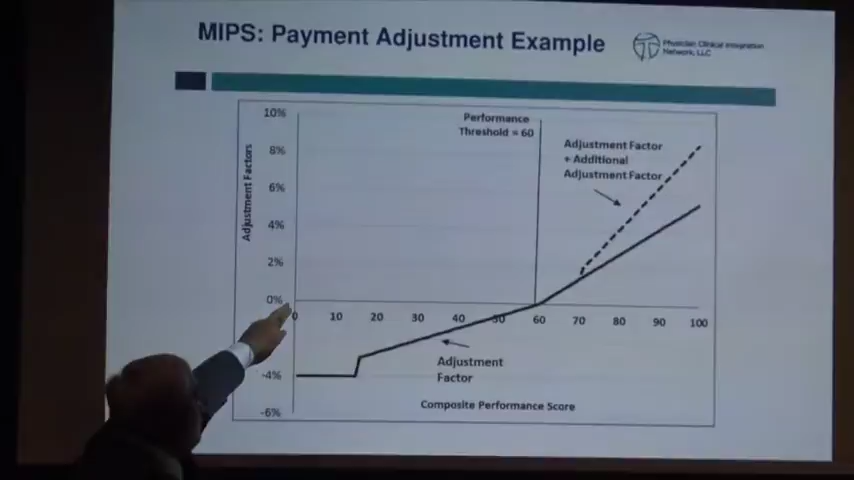 MIPS: Payment Adjustment Example
Physician Clinical Integration
Network, LLC
10%
8%
6%
4%
2%
0%
-4%
-6%
Adjustment Factors
Performance
Threshold = 60
Adjustment Factor
+ Additional
Adjustment Factor
0 10 20 30 40 50 60 70 80 90 100
Adjustment
Factor
Composite Performance Score